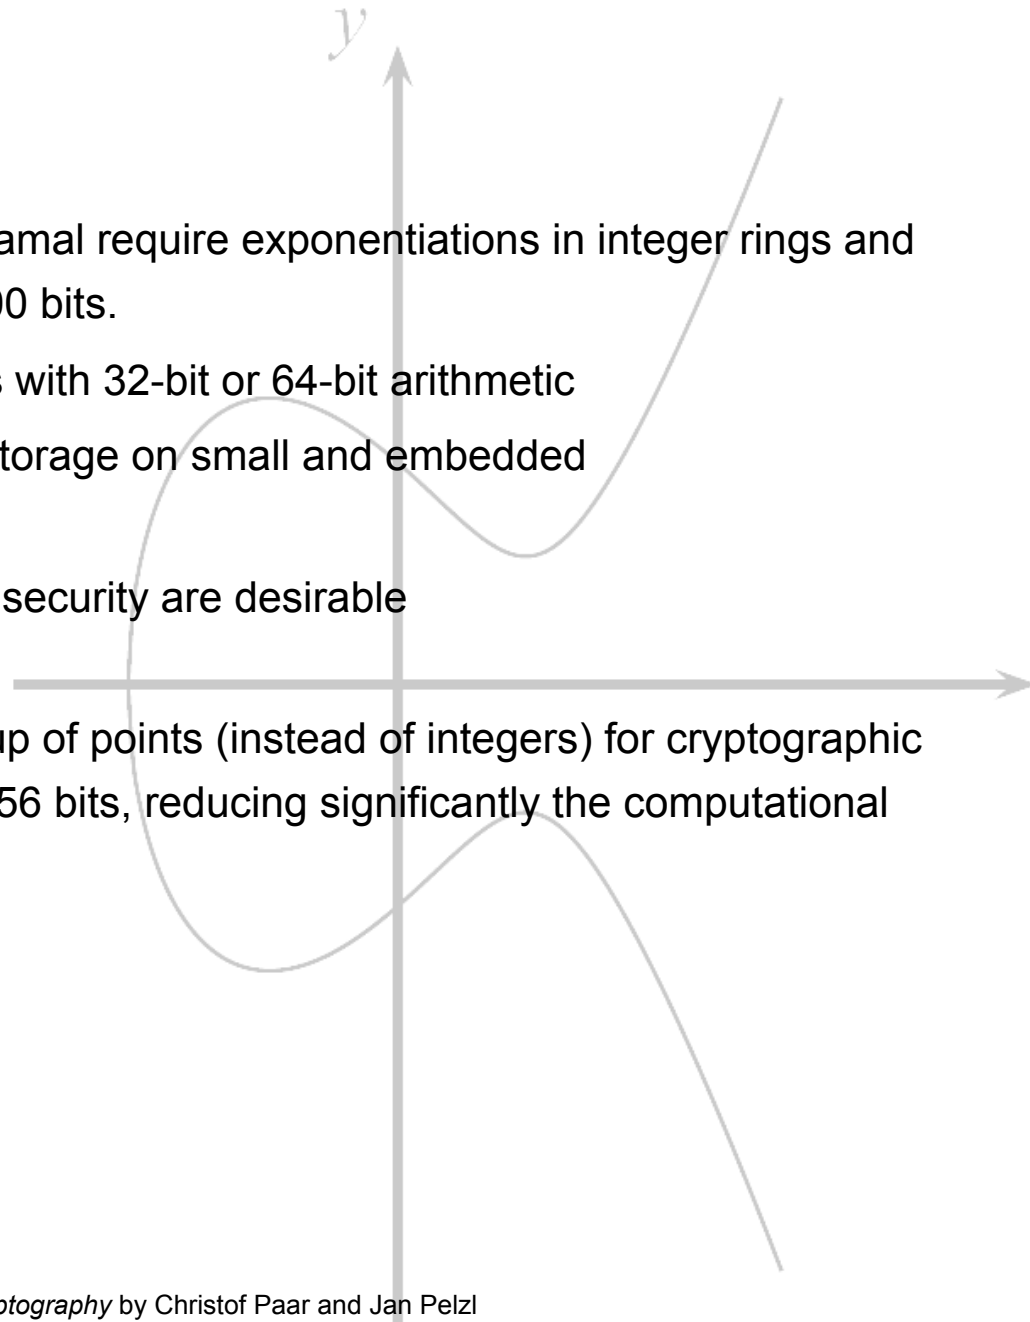 y
amal require exponentiations in integer rings and
00 bits.
s with 32-bit or 64-bit arithmetic
torage on small and embedded
security are desirable
up of points (instead of integers) for cryptographic
56 bits, reducing significantly the computational
ptography by Christof Paar and Jan Pelzl